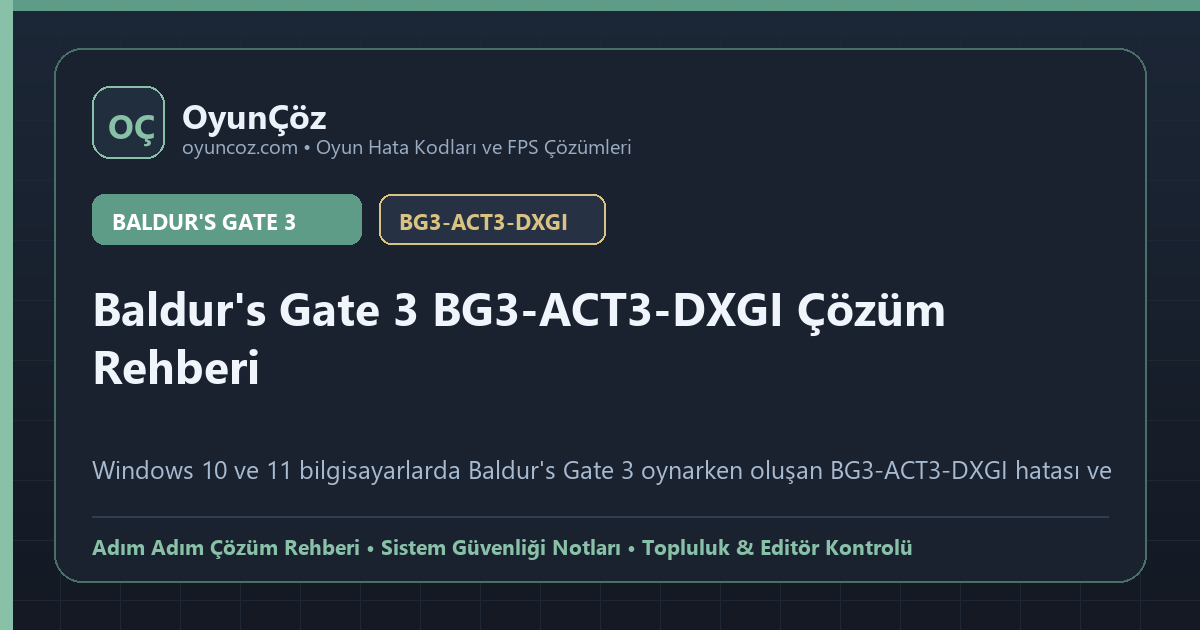 OÇ
OyunÇöz
oyuncoz.com • Oyun Hata Kodları ve FPS Çözümleri
BALDUR'S GATE 3
BG3-ACT3-DXGI
Baldur's Gate 3 BG3-ACT3-DXGI Çözüm
Rehberi
Windows 10 ve 11 bilgisayarlarda Baldur's Gate 3 oynarken oluşan BG3-ACT3-DXGI hatası ve
Adım Adım Çözüm Rehberi • Sistem Güvenliği Notları • Topluluk & Editör Kontrolü